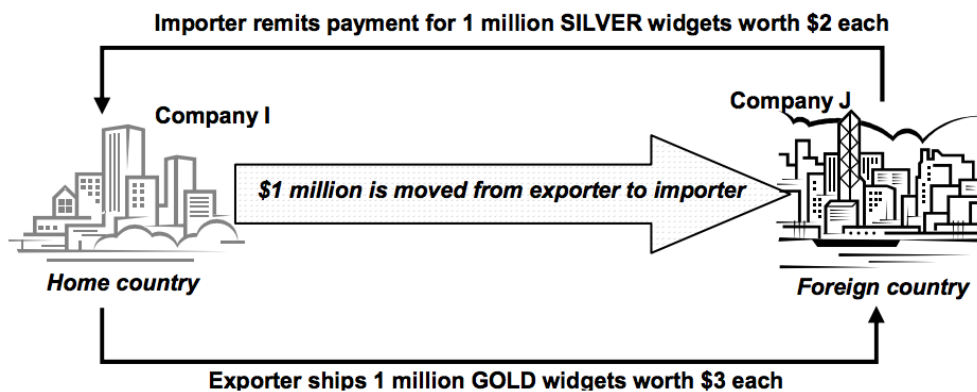 Importer remits payment for 1 million SILVER widgets worth $2 each
Company I
Company J
$1 million is moved from exporter to importer
Home country
Foreign country
Exporter ships 1 million GOLD widgets worth $3 each